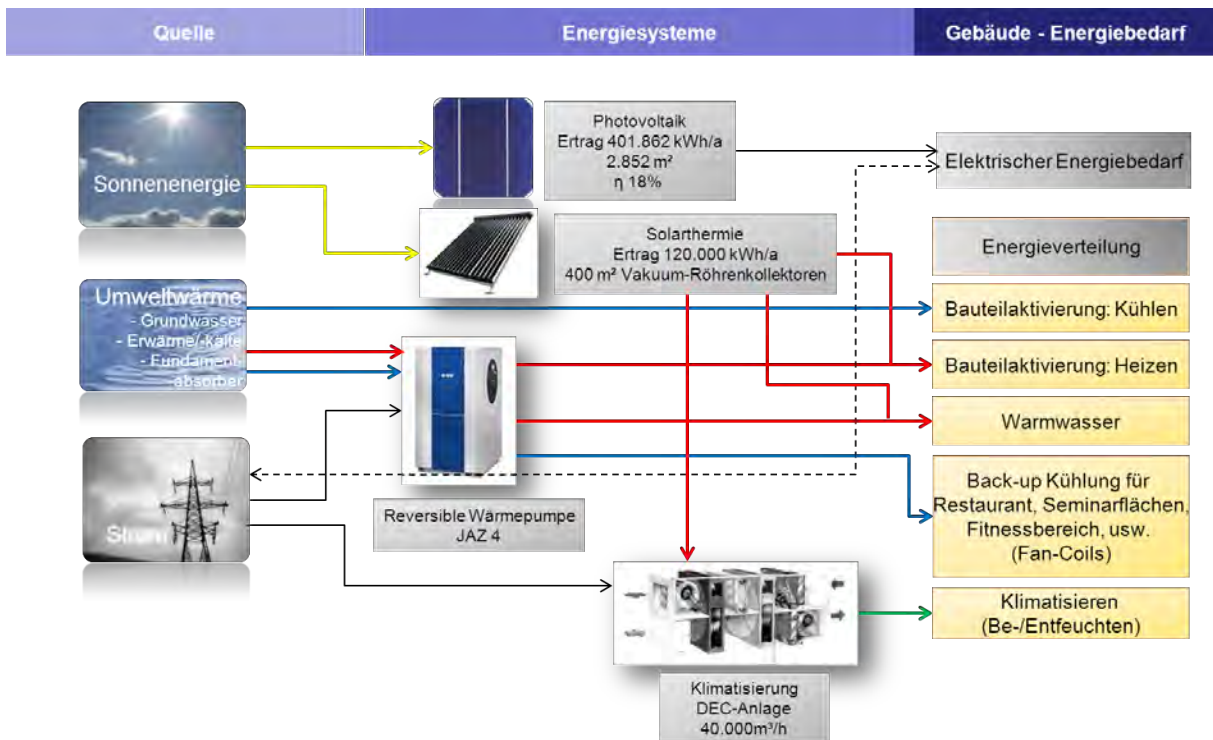 Quelle
Energiesysteme
Gebäude - Energiebedarf
Sonnenenergie
Photovoltaik
Ertrag 401.862 kWh/a
2.852 m²
η 18%
Elektrischer Energiebedarf
Solarthermie
Ertrag 120.000 kWh/a
400 m² Vakuum-Röhrenkollektoren
Energieverteilung
Umweltwärme
- Grundwasser
- Erwärme/-kälte
- Fundament-
absorber
Bauteilaktivierung: Kühlen
Bauteilaktivierung: Heizen
Warmwasser
Strom
Reversible Wärmepumpe
JAZ 4
Back-up Kühlung für
Restaurant, Seminarflächen,
Fitnessbereich, usw.
(Fan-Coils)
Klimatisieren
(Be-/Entfeuchten)
Klimatisierung
DEC-Anlage
40.000m³/h